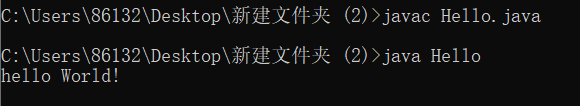 C:\Users\86132\Desktop\新建文件夹 (2)>javac Hello.java
C:\Users\86132\Desktop\新建文件夹 (2)>java Hello
hello World!